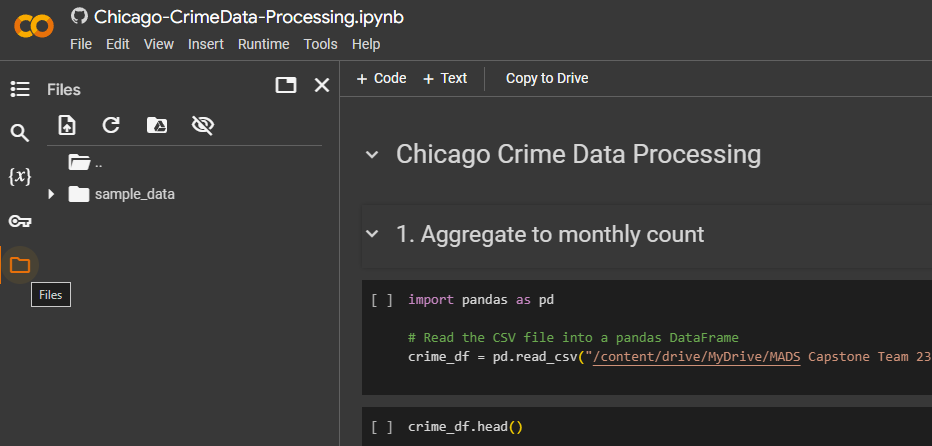 Chicago-CrimeData-Processing.ipynb
File Edit View Insert Runtime Tools Help
Files
+ Code + Text Copy to Drive
..
sample_data
{x}
Files
Chicago Crime Data Processing
1. Aggregate to monthly count
[ ] import pandas as pd
# Read the CSV file into a pandas DataFrame
crime_df = pd.read_csv("/content/drive/MyDrive/MADS Capstone Team 23
[ ] crime_df.head()